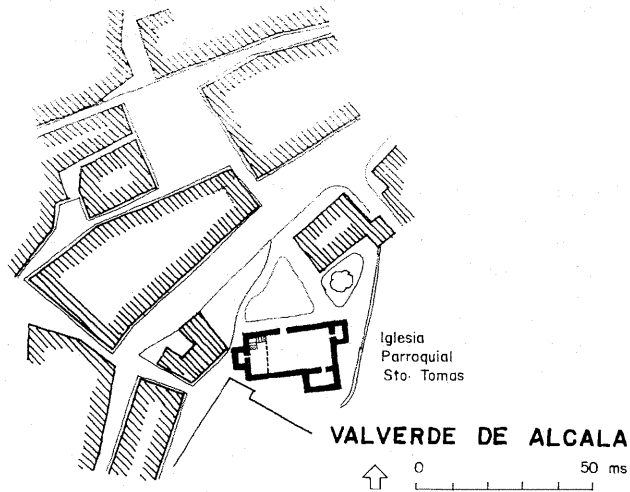 Iglesia
Parroquial
Sto. Tomas
VALVERDE DE ALCALA
0 50 ms